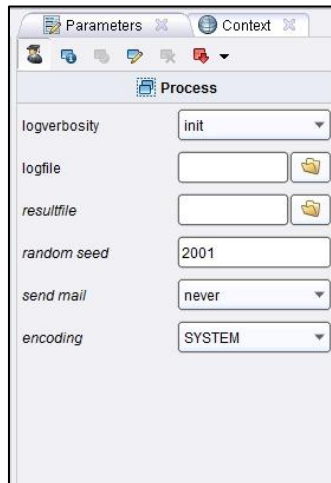 Parameters Context
Process
logverbosity init
logfile
resultfile
random seed 2001
send mail never
encoding SYSTEM